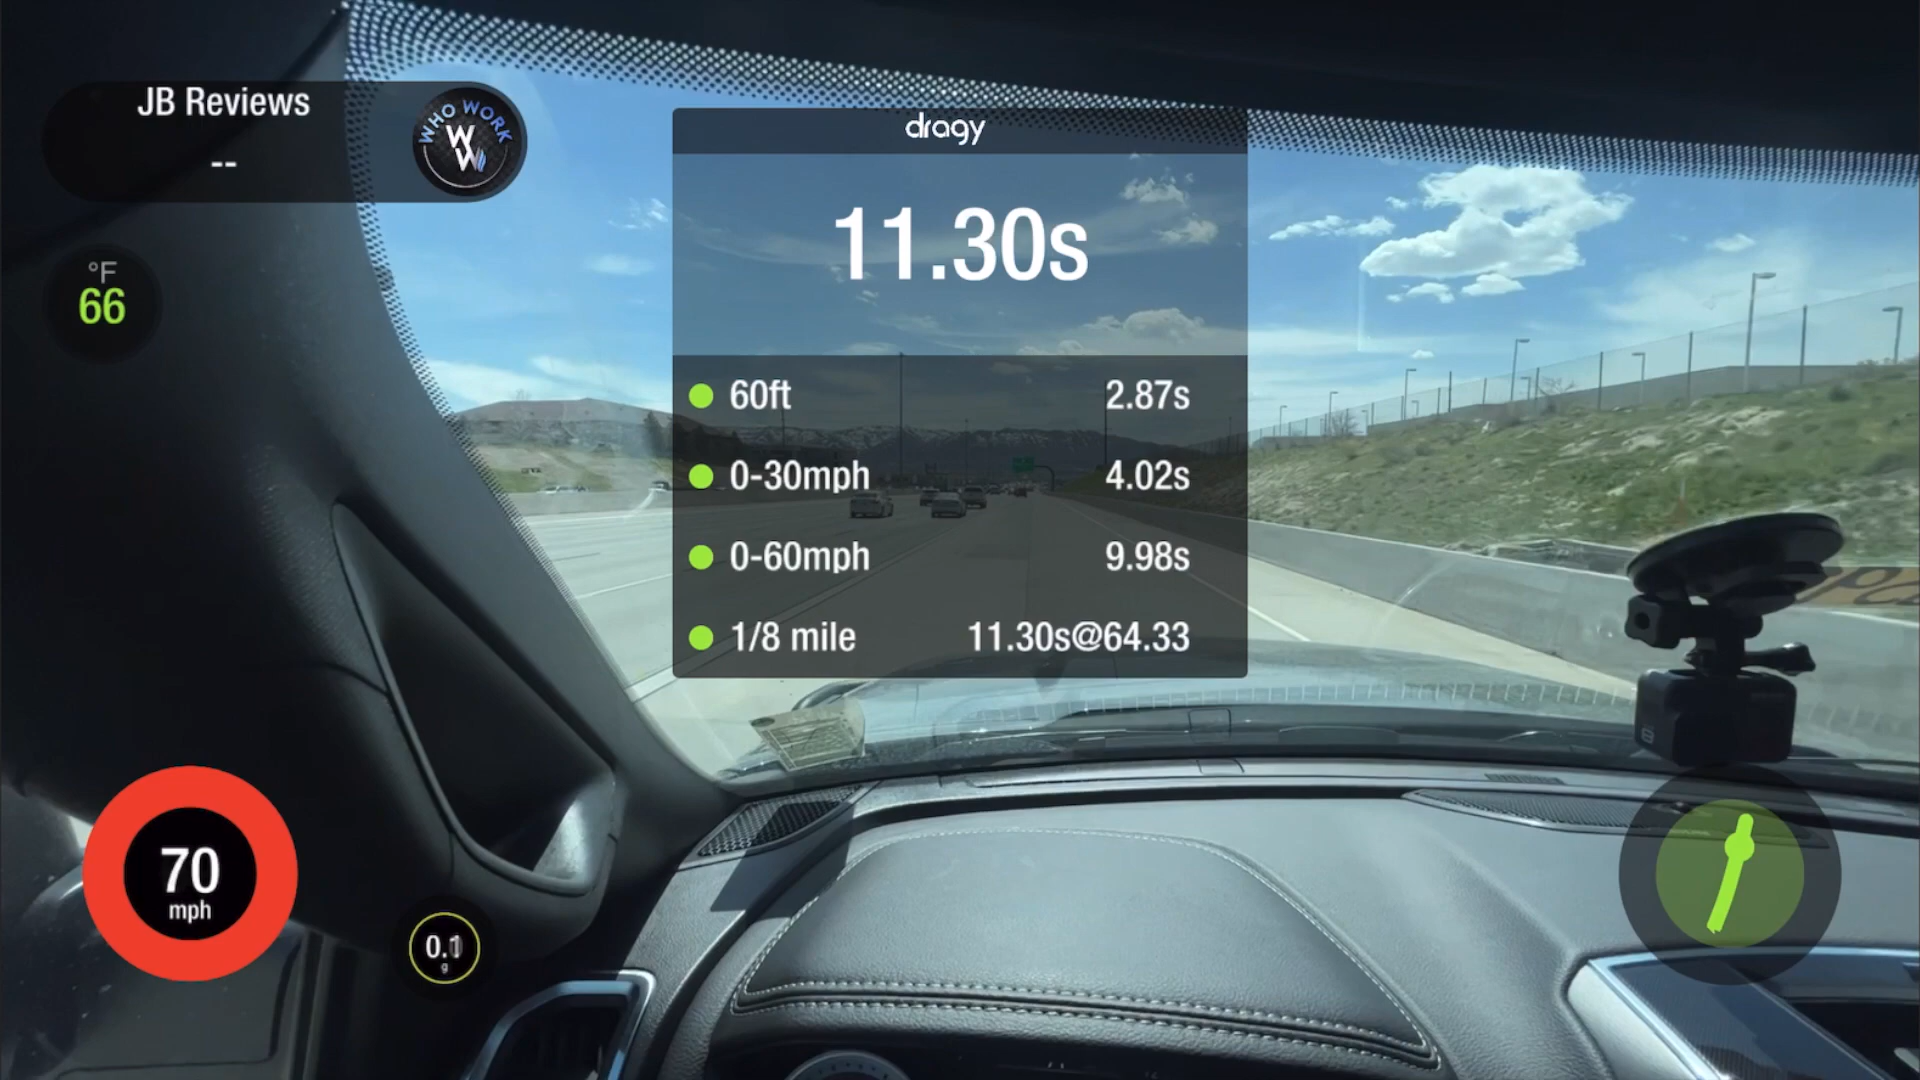 JB Reviews
--
WHO WORK
WW
°F
66
dragy
11.30s
60ft 2.87s
0-30mph 4.02s
0-60mph 9.98s
1/8 mile 11.30s@64.33
70
mph
0.1
g